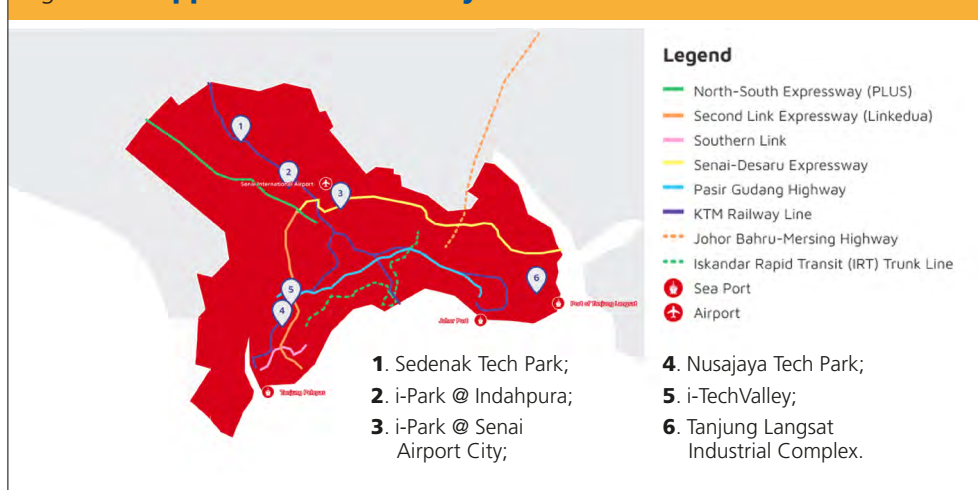 Legend
North-South Expressway (PLUS)
Second Link Expressway (Linkedua)
Southern Link
Senai-Desaru Expressway
Pasir Gudang Highway
KTM Railway Line
Johor Bahru-Mersing Highway
Iskandar Rapid Transit (IRT) Trunk Line
Sea Port
Airport
1
2
Senai International Airport
3
5
4
6
Port of Tanjung Langsat
Johor Port
Tanjung Pelepas
1. Sedenak Tech Park;
2. i-Park @ Indahpura;
3. i-Park @ Senai
Airport City;
4. Nusajaya Tech Park;
5. i-TechValley;
6. Tanjung Langsat
Industrial Complex.